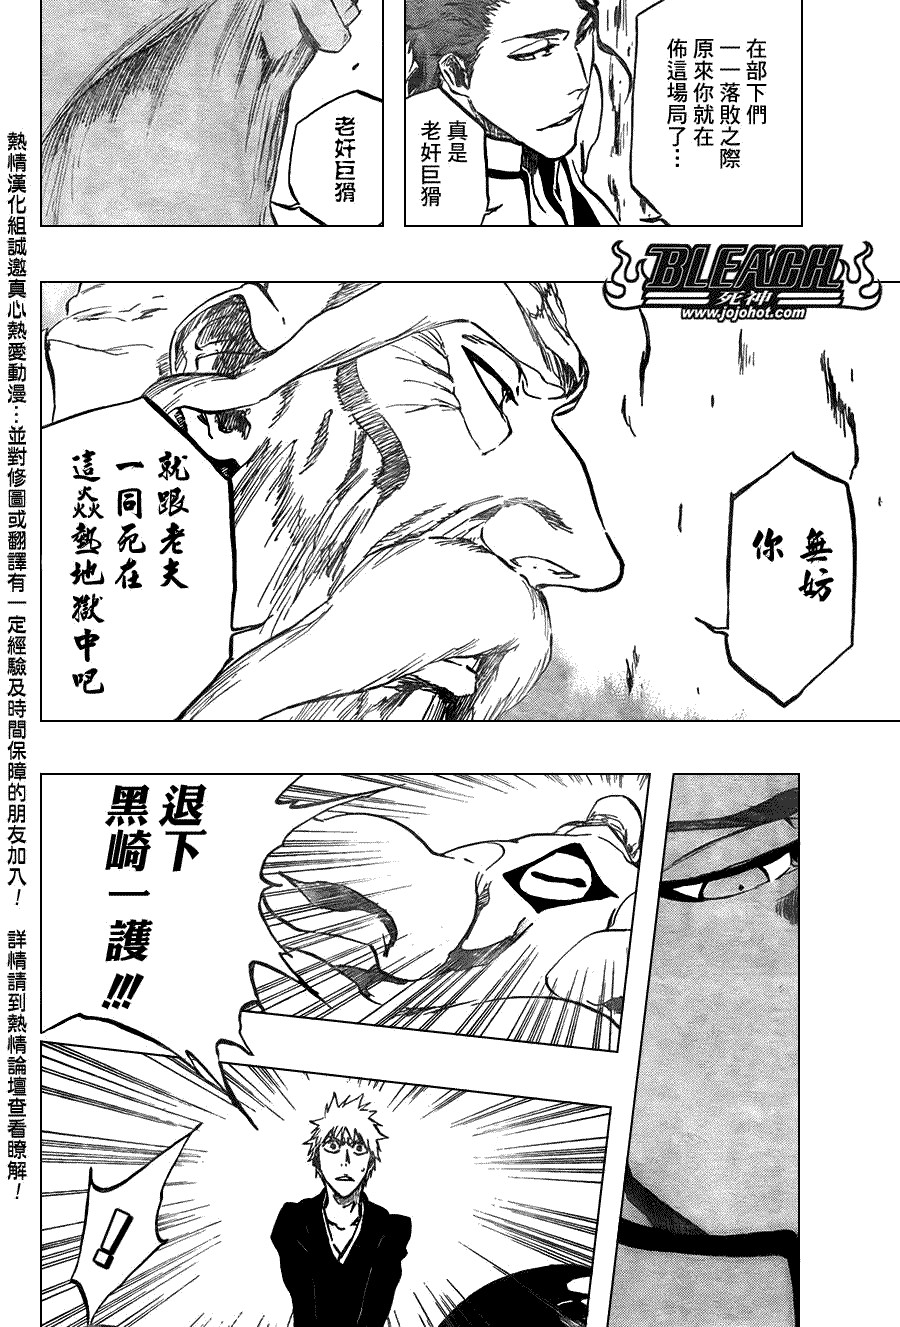 在部下們
一一落敗之際
原來你就在
佈這場局了…
真是
老奸巨猾
老奸巨猾
BLEACH
死神
www.jojohot.com
無妨
你
就跟老夫
一同死在
這焱熱地獄中吧
退下
黑崎一護!!!
!
熱情漢化組誠邀真心熱愛動漫…並對修圖或翻譯有一定經驗及時間保障的朋友加入！ 詳情請到熱情論壇查看瞭解！